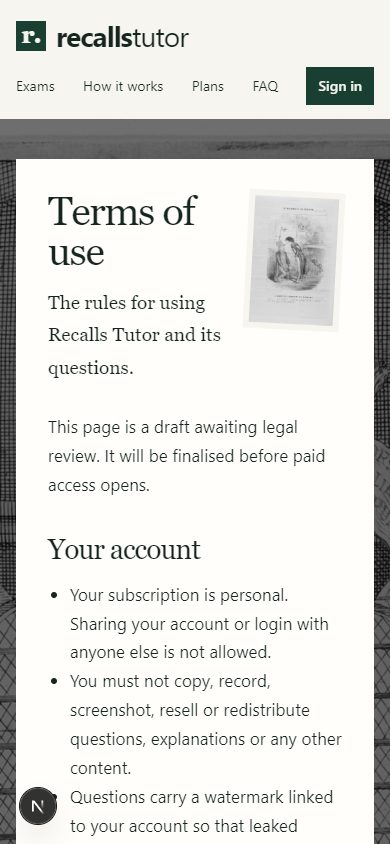 r. recallstutor
Exams How it works Plans FAQ Sign in
Terms of
use
The rules for using
Recalls Tutor and its
questions.
This page is a draft awaiting legal
review. It will be finalised before paid
access opens.
Your account
• Your subscription is personal.
Sharing your account or login with
anyone else is not allowed.
• You must not copy, record,
screenshot, resell or redistribute
questions, explanations or any other
content.
• Questions carry a watermark linked
to your account so that leaked
N